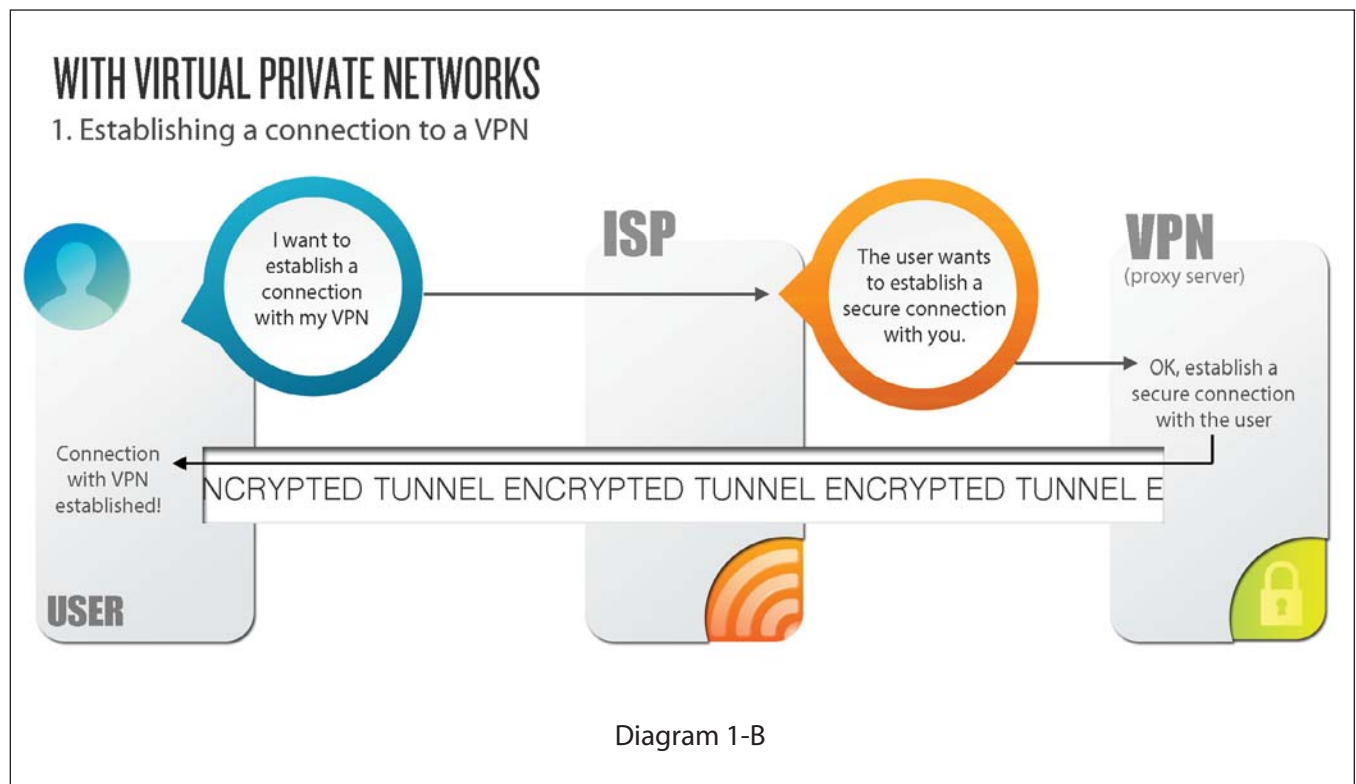 WITH VIRTUAL PRIVATE NETWORKS
1. Establishing a connection to a VPN
I want to
establish a
connection
with my VPN
ISP
The user wants
to establish a
secure connection
with you.
VPN
(proxy server)
OK, establish a
secure connection
with the user
Connection
with VPN
established!
NCRYPTED TUNNEL ENCRYPTED TUNNEL ENCRYPTED TUNNEL E
USER
Diagram 1-B